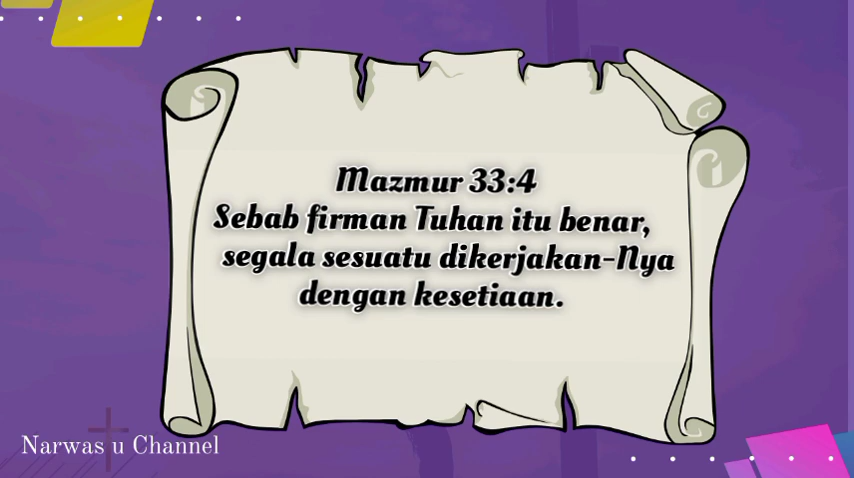 Mazmur 33:4
Sebab firman Tuhan itu benar,
segala sesuatu dikerjakan-Nya
dengan kesetiaan.
Narwas u Channel